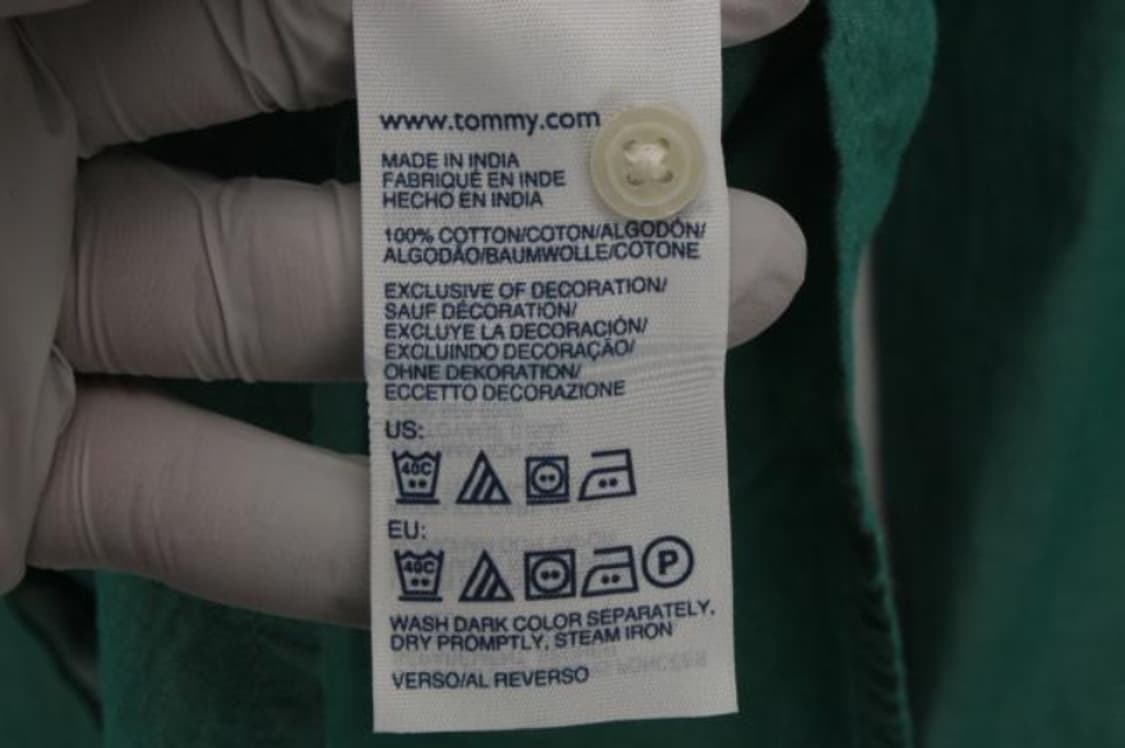 www.tommy.com
MADE IN INDIA
FABRIQUÉ EN INDE
HECHO EN INDIA
100% COTTON/COTON/ALGODÓN/
ALGODÃO/BAUMWOLLE/COTONE
EXCLUSIVE OF DECORATION/
SAUF DÉCORATION/
EXCLUYE LA DECORACIÓN/
EXCLUINDO DECORAÇÃO/
OHNE DEKORATION/
ECCETTO DECORAZIONE
US:
40C
EU:
40C P
WASH DARK COLOR SEPARATELY,
DRY PROMPTLY, STEAM IRON
VERSO/AL REVERSO